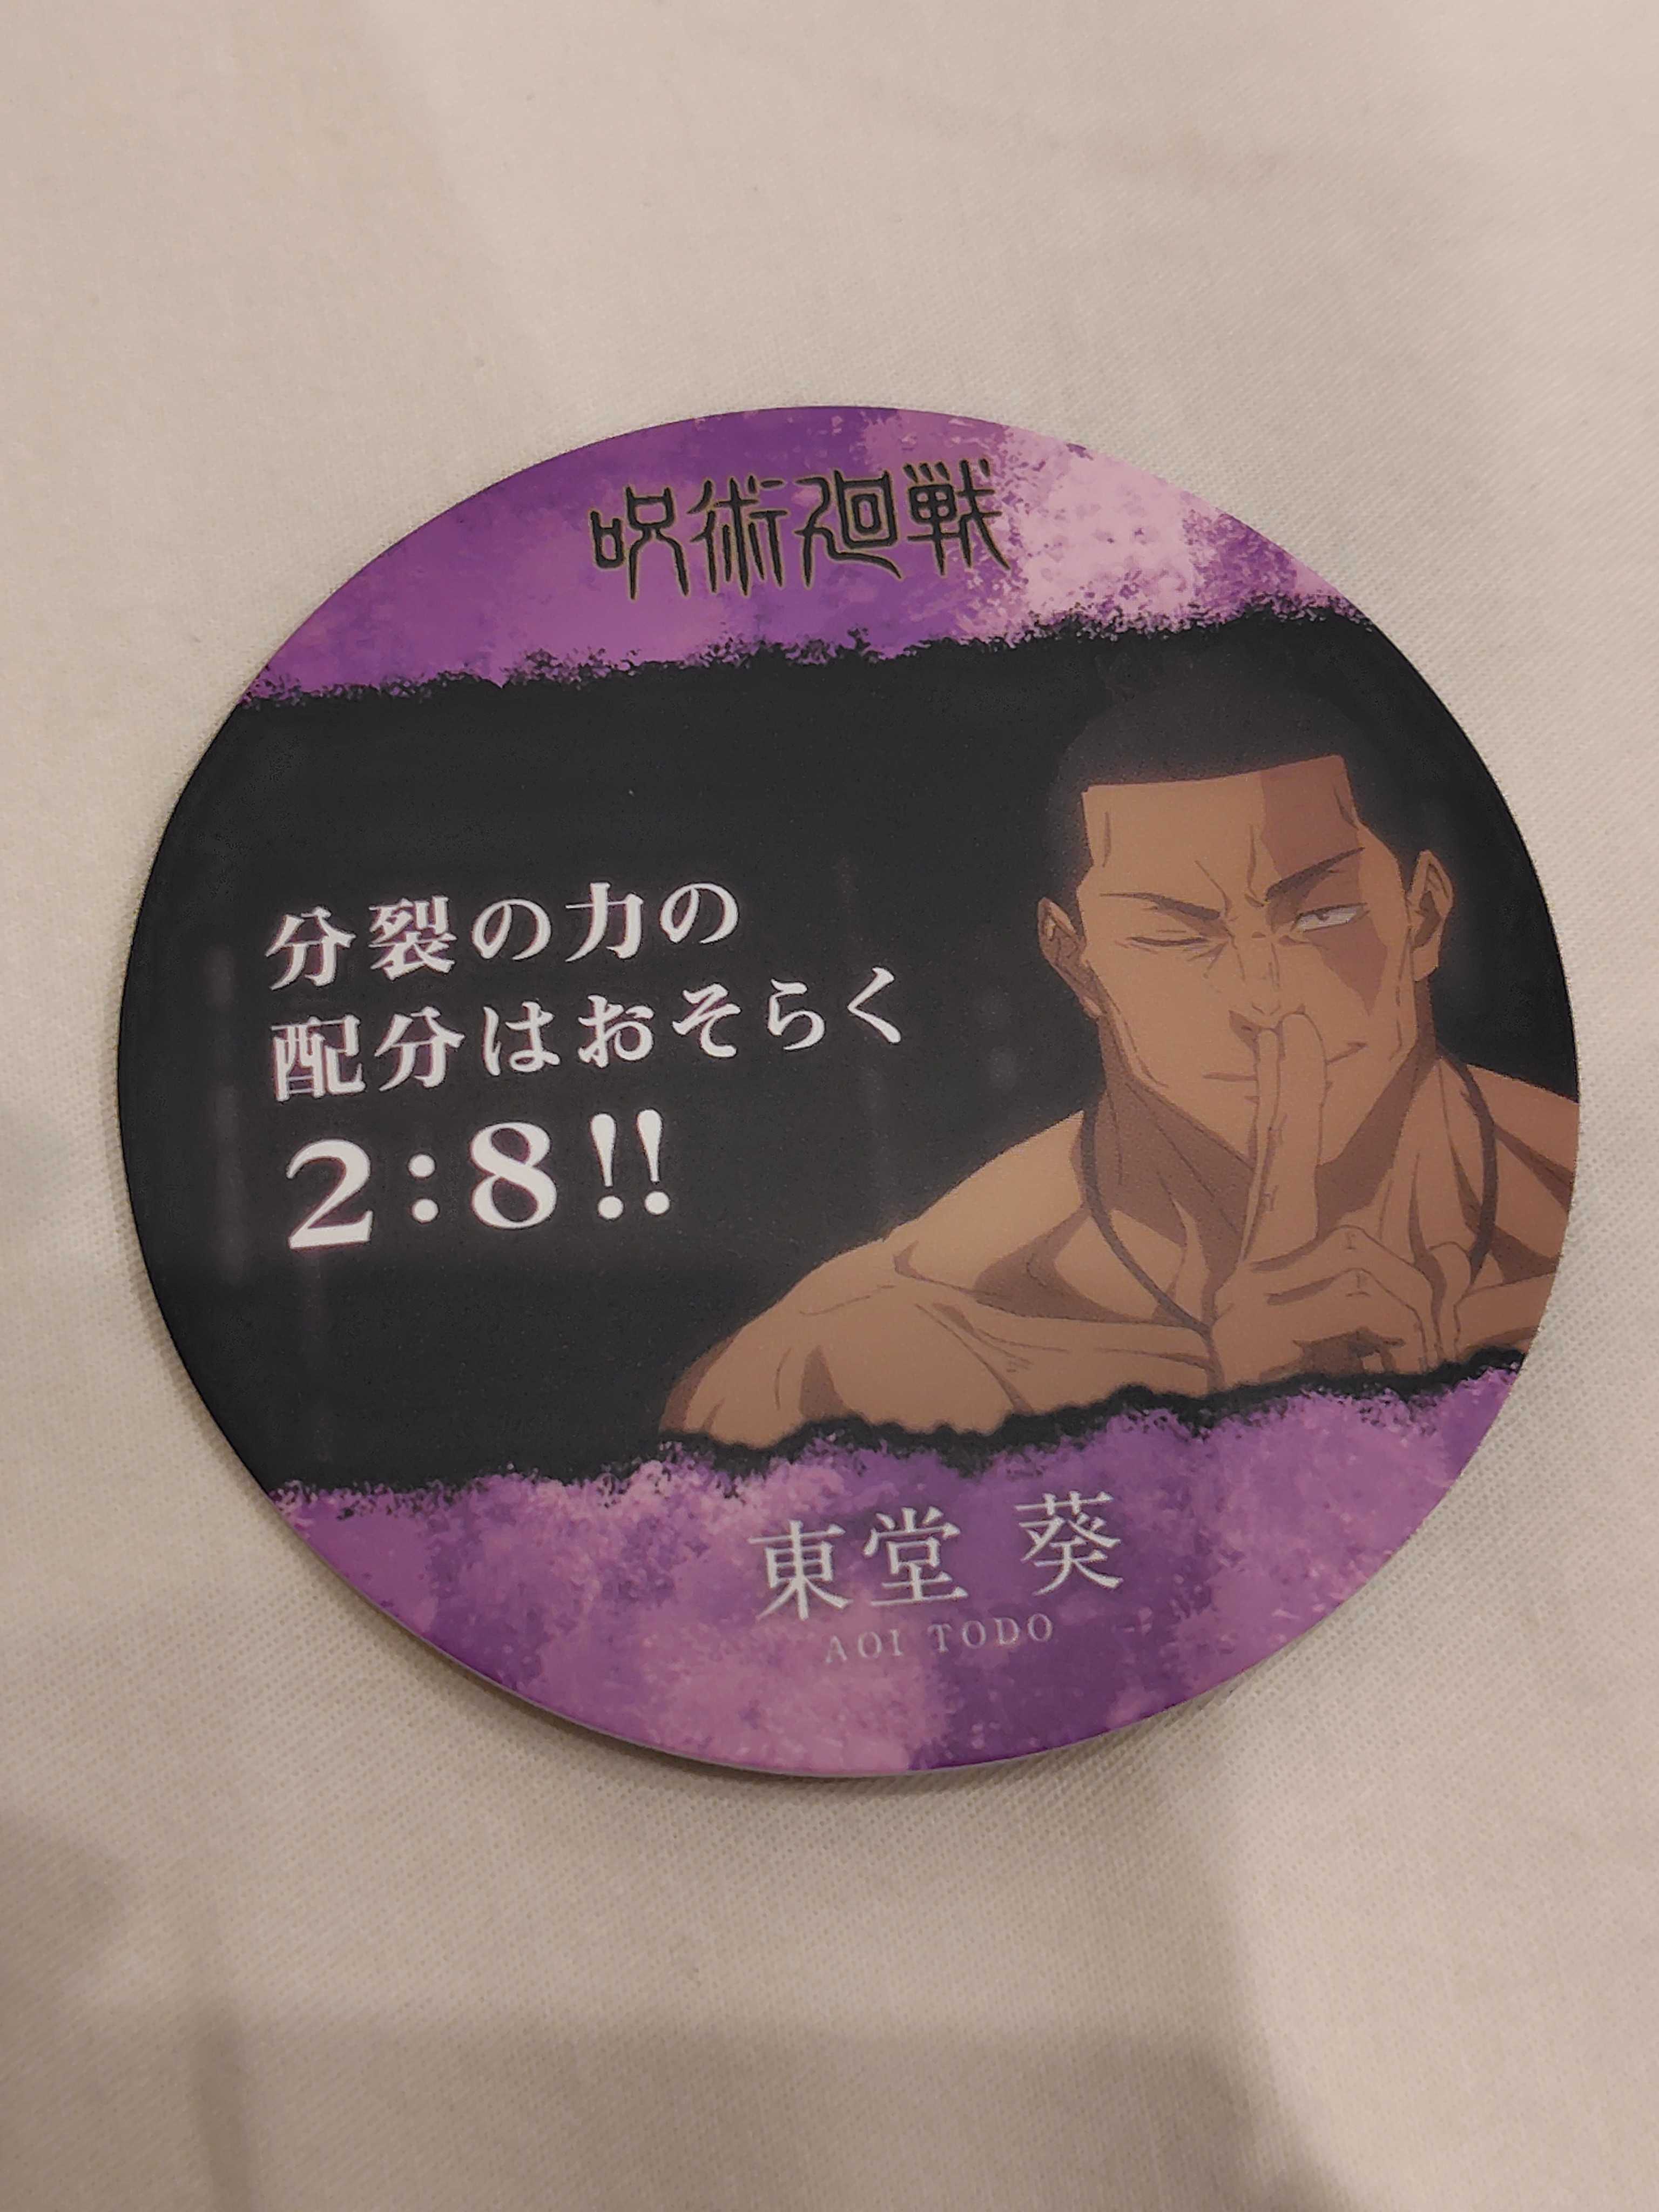 呪術廻戦
分裂の力の
配分はおそらく
2:8!!
東堂 葵
AOI TODO